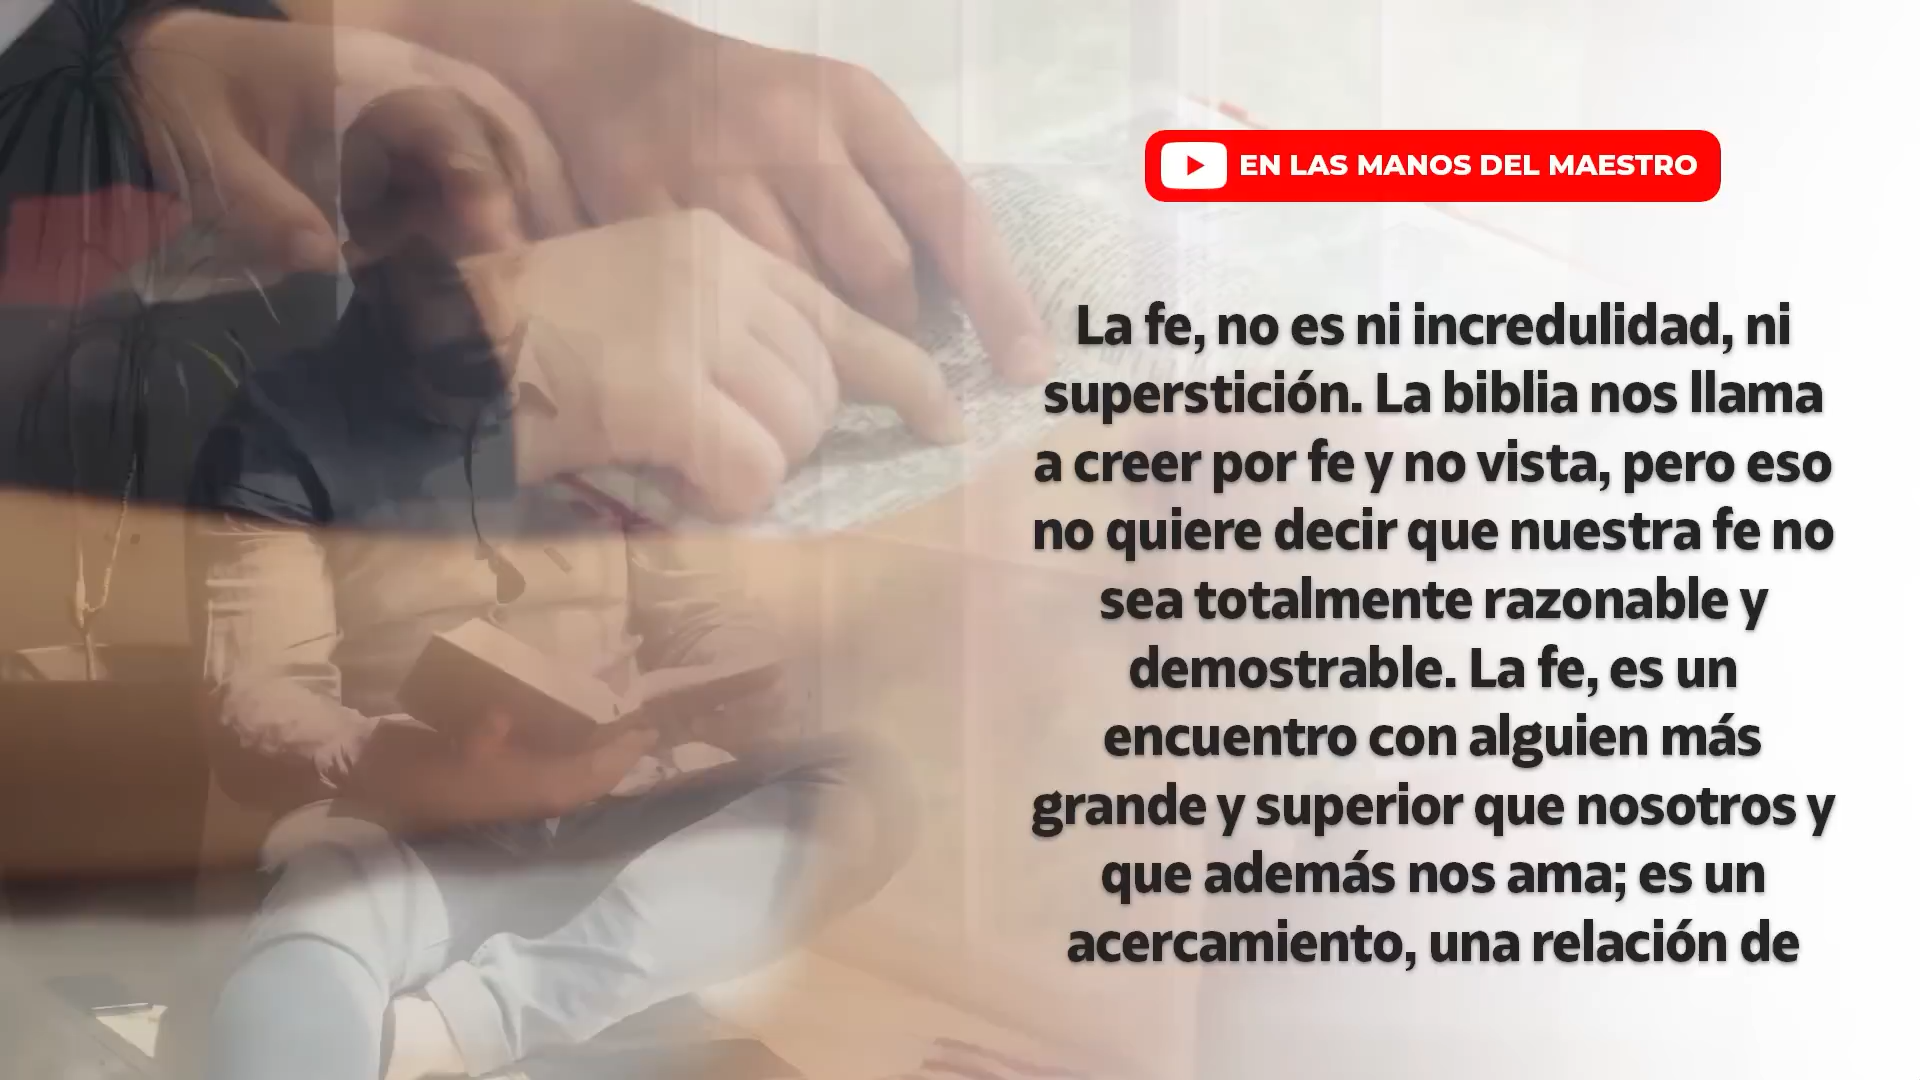 EN LAS MANOS DEL MAESTRO
La fe, no es ni incredulidad, ni
superstición. La biblia nos llama
a creer por fe y no vista, pero eso
no quiere decir que nuestra fe no
sea totalmente razonable y
demostrable. La fe, es un
encuentro con alguien más
grande y superior que nosotros y
que además nos ama; es un
acercamiento, una relación de